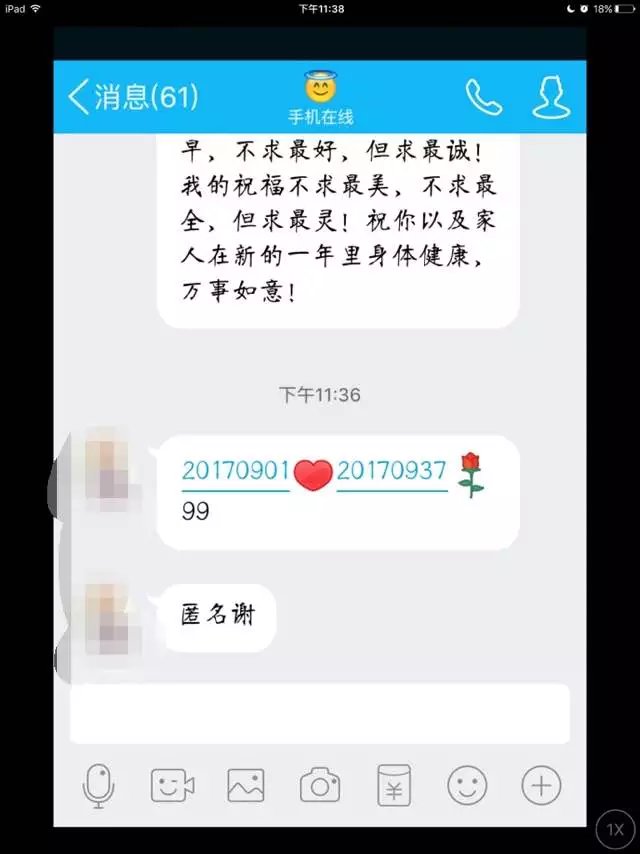 iPad 下午11:38 18%
消息(61)
手机在线
早，不求最好，但求最诚！
我的祝福不求最美，不求最
全，但求最灵！祝你以及家
人在新的一年里身体健康，
万事如意！
下午11:36
20170901❤20170937🌹
99
匿名谢
¥
1X